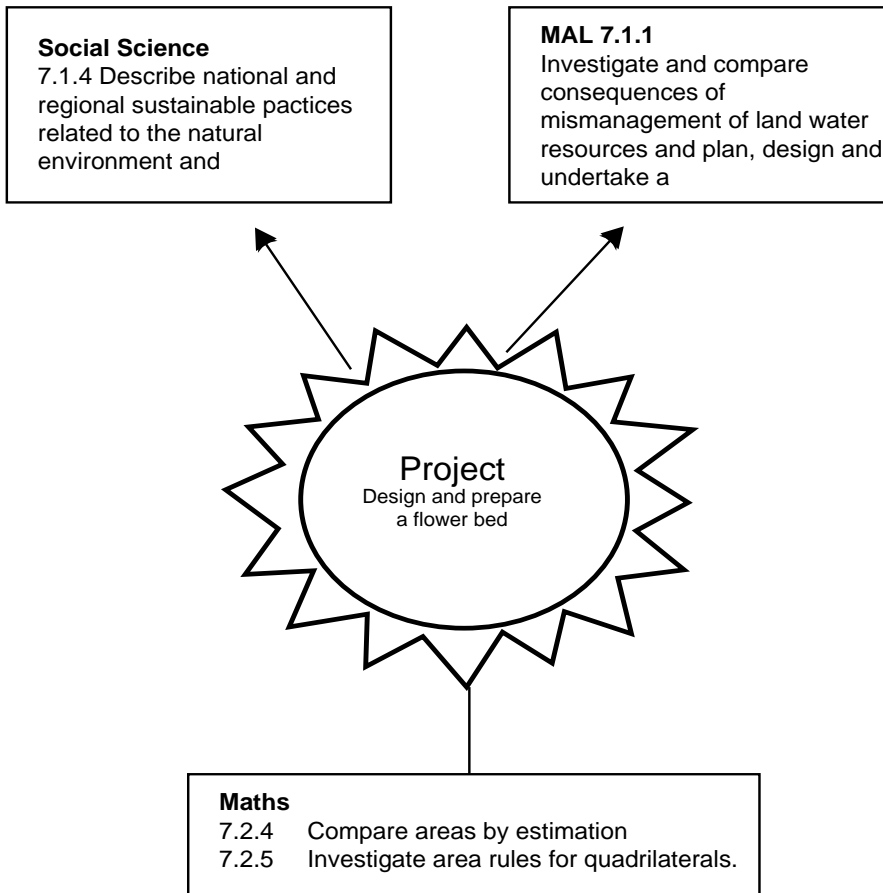 Social Science
7.1.4 Describe national and
regional sustainable pactices
related to the natural
environment and
MAL 7.1.1
Investigate and compare
consequences of
mismanagement of land water
resources and plan, design and
undertake a
Project
Design and prepare
a flower bed
Maths
7.2.4 Compare areas by estimation
7.2.5 Investigate area rules for quadrilaterals.